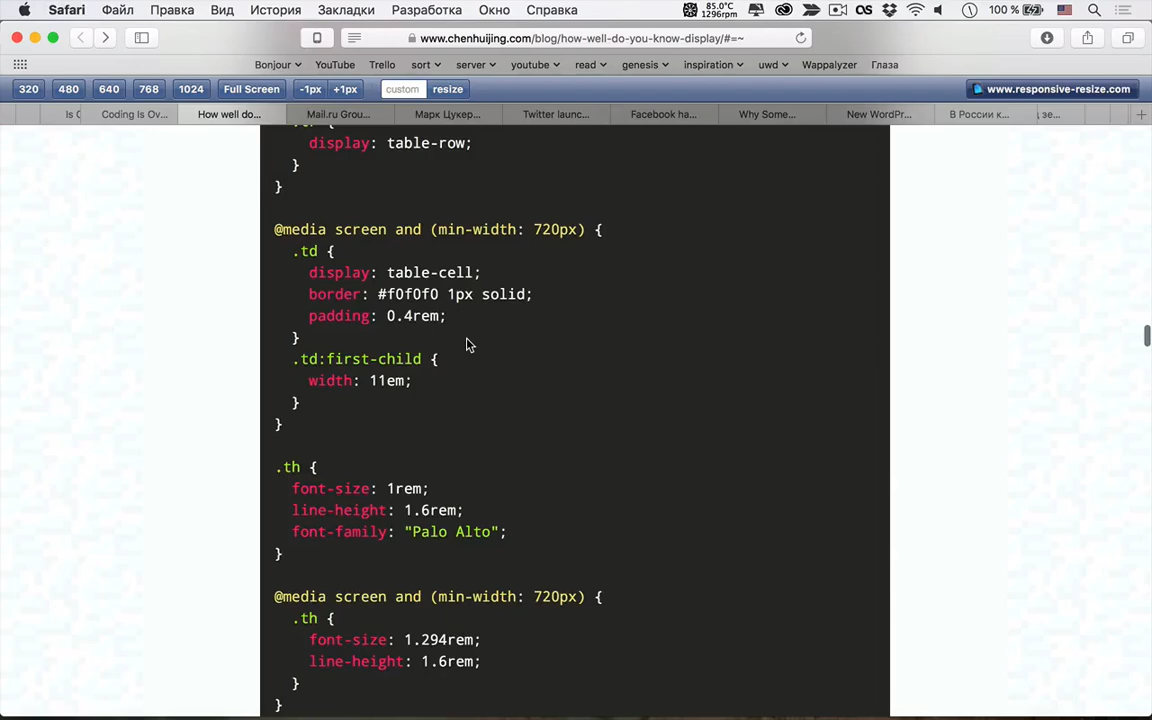 Safari Файл Правка Вид История Закладки Разработка Окно Справка 85.0°C 1296rpm 100 %
www.chenhuijing.com/blog/how-well-do-you-know-display/#=~
Bonjour YouTube Trello sort server youtube read genesis inspiration uwd Wappalyzer Глаза
320 480 640 768 1024 Full Screen -1px +1px custom resize www.responsive-resize.com
Is C Coding Is Ov... How well do... Mail.ru Grou... Марк Цукер... Twitter launc... Facebook ha... Why Some... New WordPr... В России к... зе...
display: table-row;
}
}
@media screen and (min-width: 720px) {
.td {
display: table-cell;
border: #f0f0f0 1px solid;
padding: 0.4rem;
}
.td:first-child {
width: 11em;
}
}
.th {
font-size: 1rem;
line-height: 1.6rem;
font-family: "Palo Alto";
}
@media screen and (min-width: 720px) {
.th {
font-size: 1.294rem;
line-height: 1.6rem;
}
}